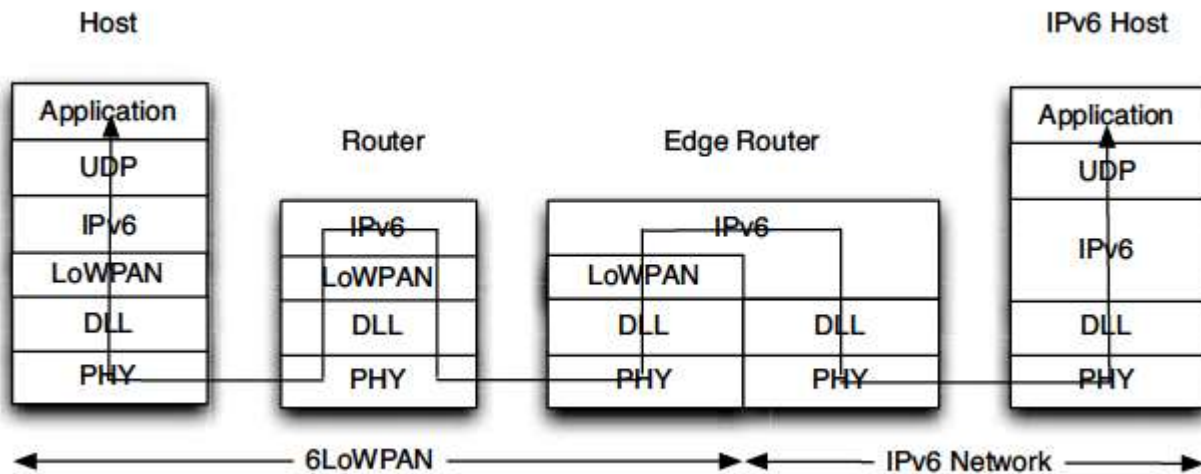 Host
Application
UDP
IPv6
LoWPAN
DLL
PHY
Router
IPv6
LoWPAN
DLL
PHY
Edge Router
IPv6
LoWPAN
DLL
DLL
PHY
PHY
IPv6 Host
Application
UDP
IPv6
DLL
PHY
6LoWPAN
IPv6 Network